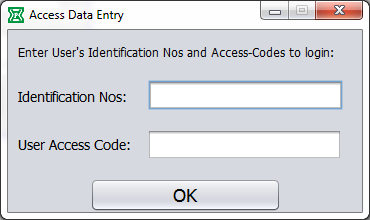 Access Data Entry
Enter User's Identification Nos and Access-Codes to login:
Identification Nos:
User Access Code:
OK